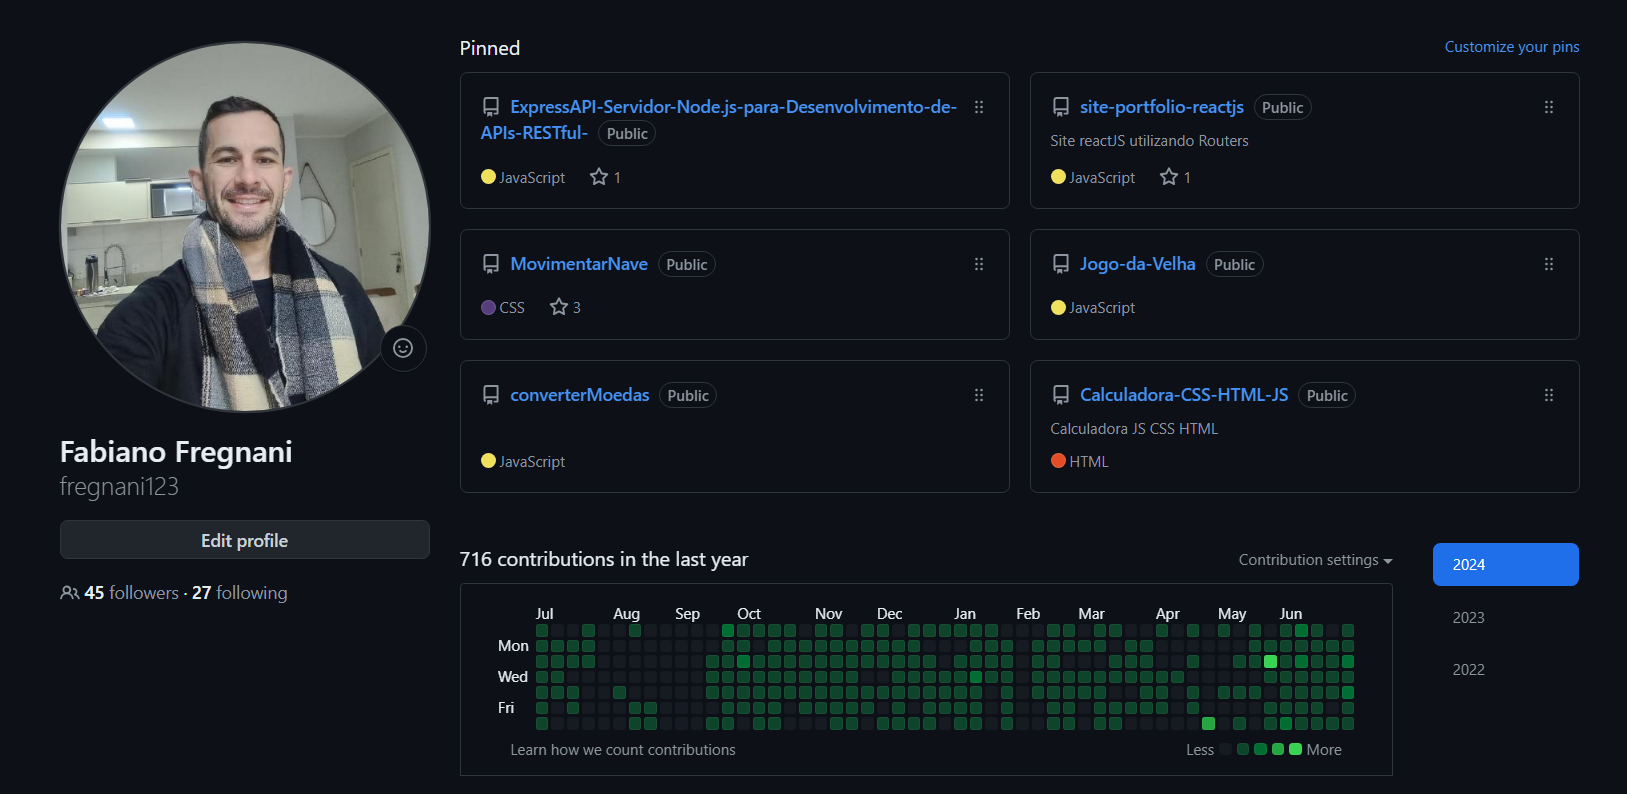 Pinned
Customize your pins
ExpressAPI-Servidor-Node.js-para-Desenvolvimento-de-
APIs-RESTful- Public
JavaScript 1
site-portfolio-reactjs Public
Site reactJS utilizando Routers
JavaScript 1
MovimentarNave Public
CSS 3
Jogo-da-Velha Public
JavaScript
converterMoedas Public
JavaScript
Calculadora-CSS-HTML-JS Public
Calculadora JS CSS HTML
HTML
Fabiano Fregnani
fregnani123
Edit profile
45 followers · 27 following
716 contributions in the last year
Contribution settings
2024
2023
2022
Jul Aug Sep Oct Nov Dec Jan Feb Mar Apr May Jun
Mon
Wed
Fri
Learn how we count contributions
Less More